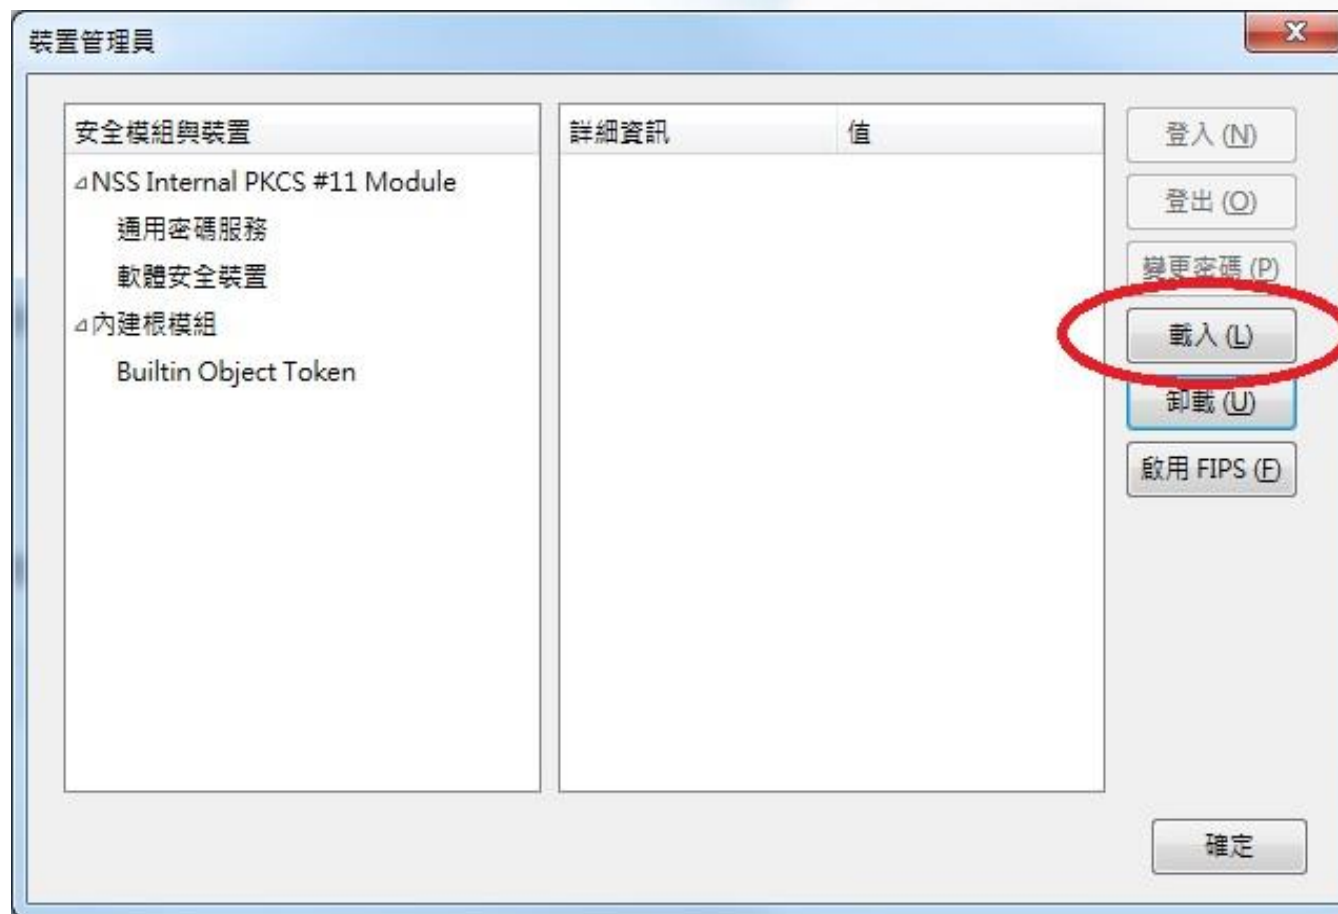 裝置管理員
安全模組與裝置
NSS Internal PKCS #11 Module
通用密碼服務
軟體安全裝置
內建根模組
Builtin Object Token
詳細資訊 值
登入 (N)
登出 (O)
變更密碼 (P)
載入 (L)
卸載 (U)
啟用 FIPS (F)
確定